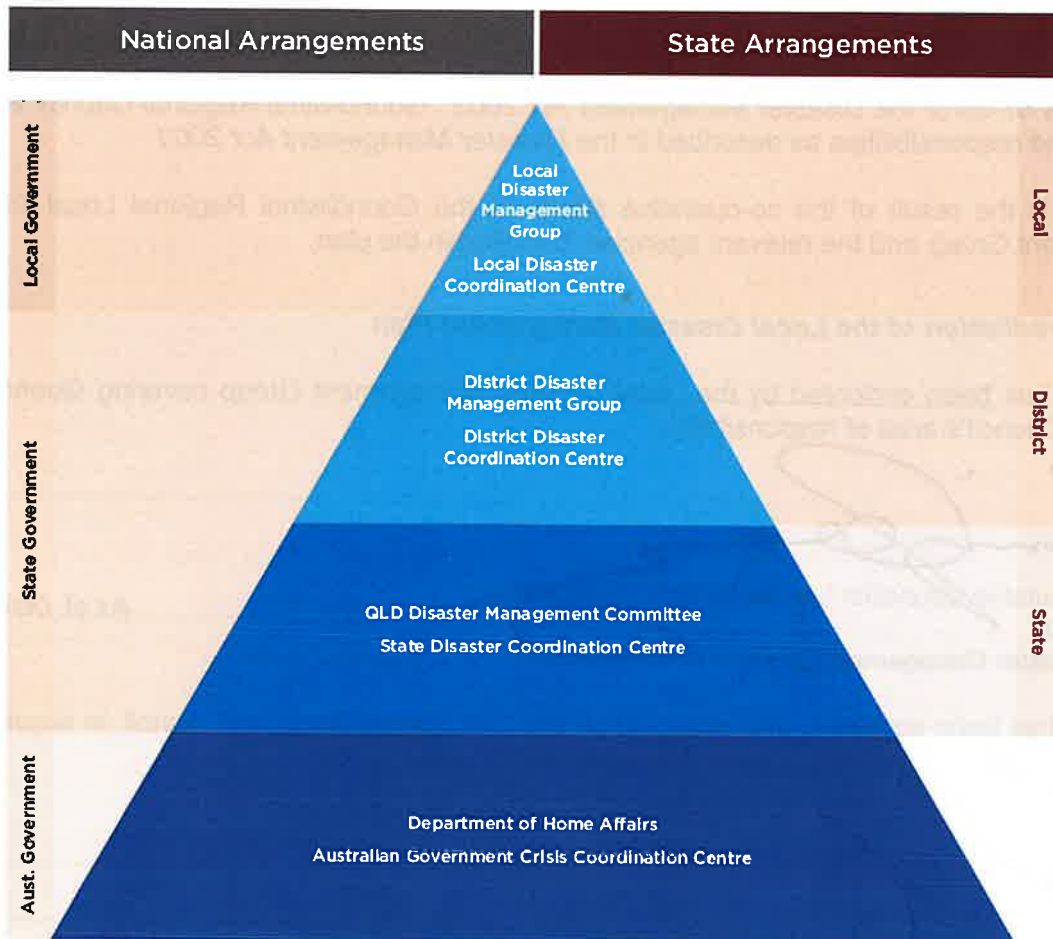 National Arrangements
State Arrangements
Local Government
Local
Disaster
Management
Group
Local Disaster
Coordination Centre
Local
State Government
District Disaster
Management Group
District Disaster
Coordination Centre
District
QLD Disaster Management Committee
State Disaster Coordination Centre
State
Aust. Government
Department of Home Affairs
Australian Government Crisis Coordination Centre